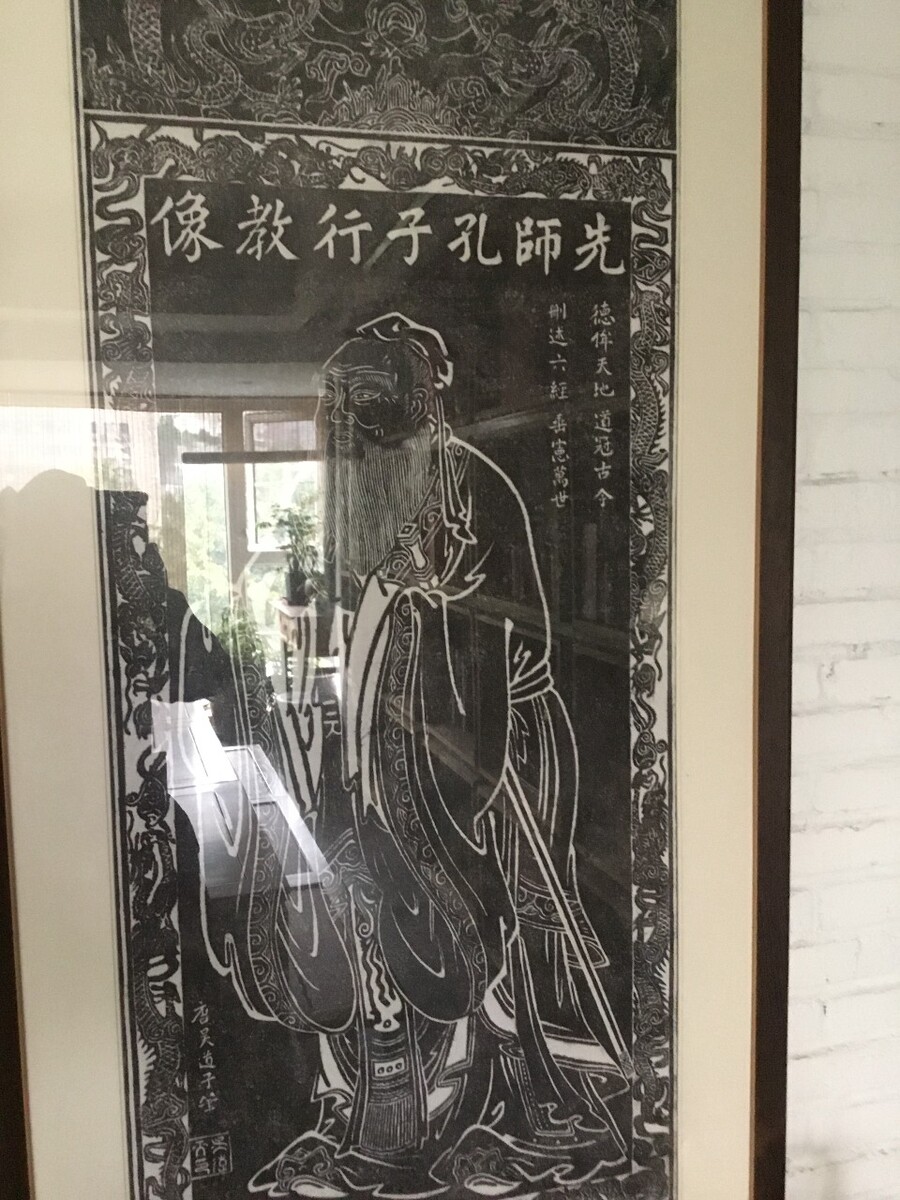 先師孔子行教像
德侔天地 道冠古今
刪述六經 垂憲萬世
唐吳道子筆